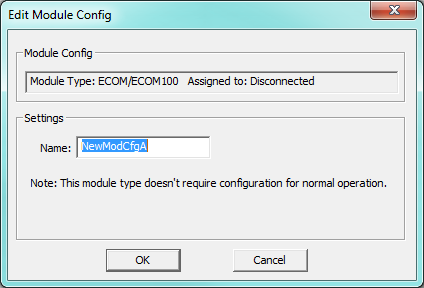 Edit Module Config
Module Config
Module Type: ECOM/ECOM100 Assigned to: Disconnected
Settings
Name: NewModCfgA
Note: This module type doesn't require configuration for normal operation.
OK Cancel